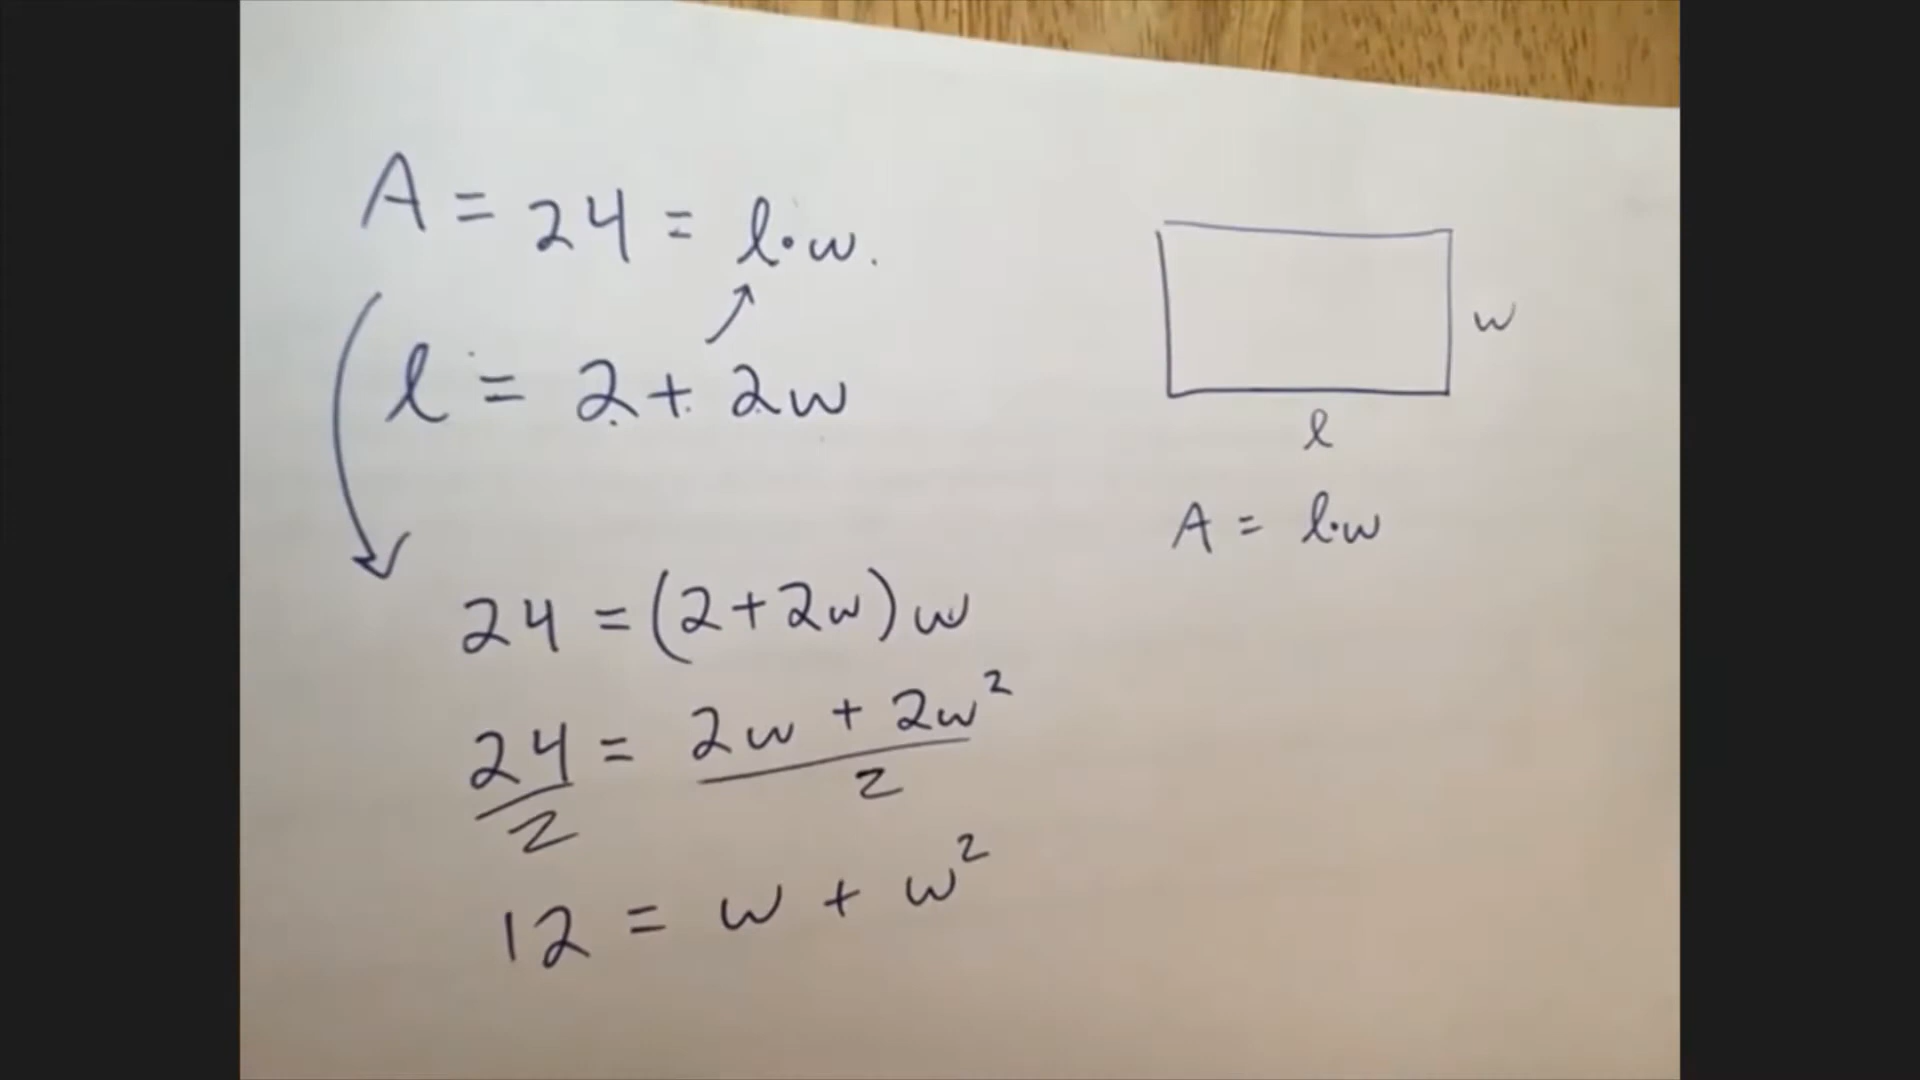 A = 24 = l·w.
l = 2 + 2w
w
l
A = l·w
24 = (2+2w)w
24/2 = 2w + 2w²/2
12 = w + w²